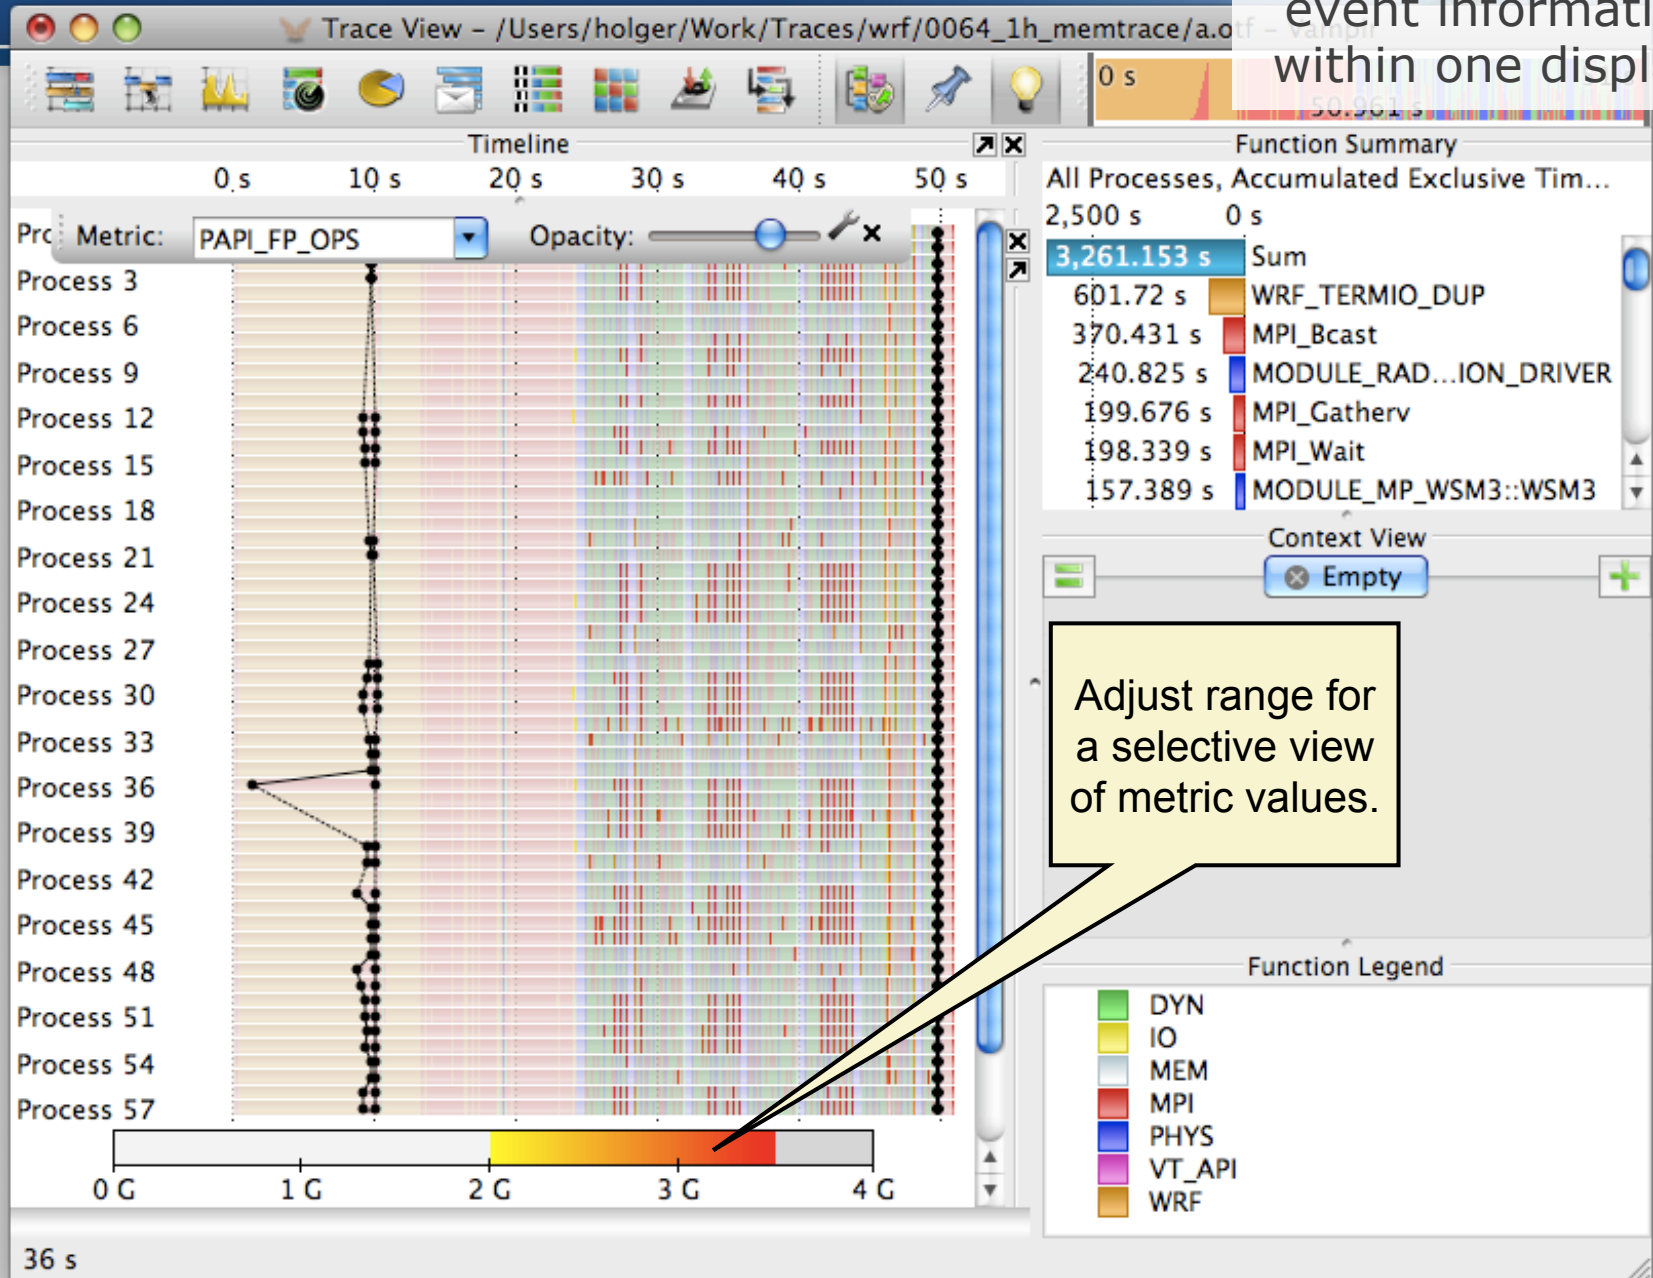 event informati
within one displ
Trace View - /Users/holger/Work/Traces/wrf/0064_1h_memtrace/a.otf - Vampir
0 s
50.961 s
Timeline
0 s 10 s 20 s 30 s 40 s 50 s
Metric: PAPI_FP_OPS Opacity:
Process 3
Process 6
Process 9
Process 12
Process 15
Process 18
Process 21
Process 24
Process 27
Process 30
Process 33
Process 36
Process 39
Process 42
Process 45
Process 48
Process 51
Process 54
Process 57
0 G 1 G 2 G 3 G 4 G
36 s
Function Summary
All Processes, Accumulated Exclusive Tim...
2,500 s 0 s
3,261.153 s Sum
601.72 s WRF_TERMIO_DUP
370.431 s MPI_Bcast
240.825 s MODULE_RAD...ION_DRIVER
199.676 s MPI_Gatherv
198.339 s MPI_Wait
157.389 s MODULE_MP_WSM3::WSM3
Context View
Empty
Adjust range for
a selective view
of metric values.
Function Legend
DYN
IO
MEM
MPI
PHYS
VT_API
WRF